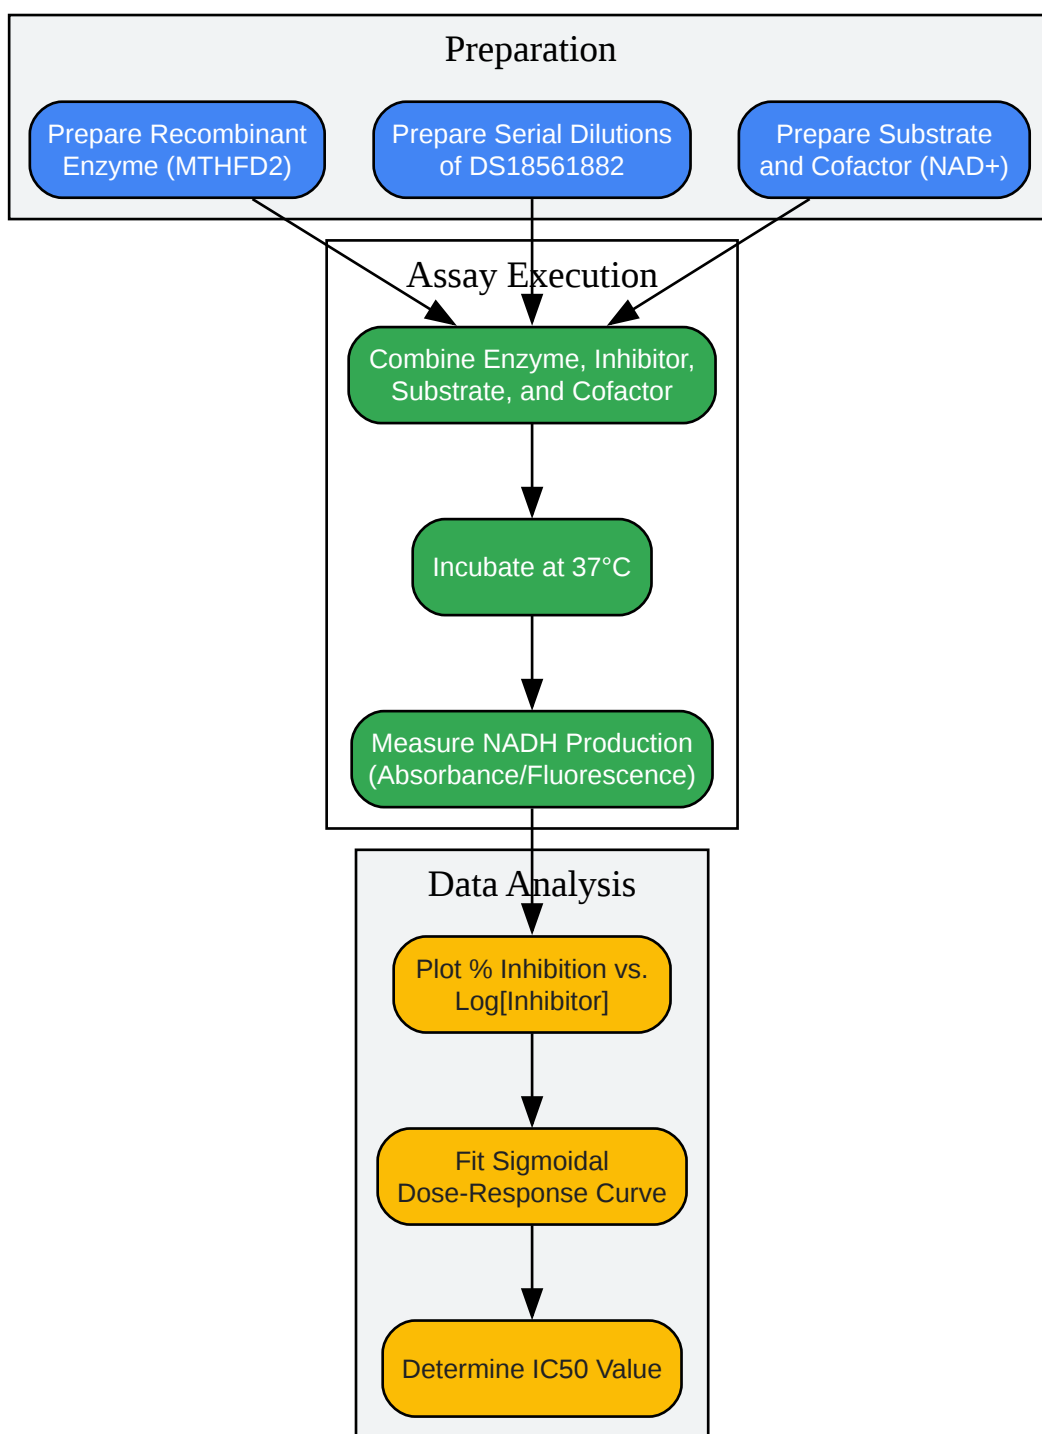 Preparation
Prepare Recombinant
Enzyme (MTHFD2)
Prepare Serial Dilutions
of DS18561882
Prepare Substrate
and Cofactor (NAD+)
Assay Execution
Combine Enzyme, Inhibitor,
Substrate, and Cofactor
Incubate at 37°C
Measure NADH Production
(Absorbance/Fluorescence)
Data Analysis
Plot % Inhibition vs.
Log[Inhibitor]
Fit Sigmoidal
Dose-Response Curve
Determine IC50 Value